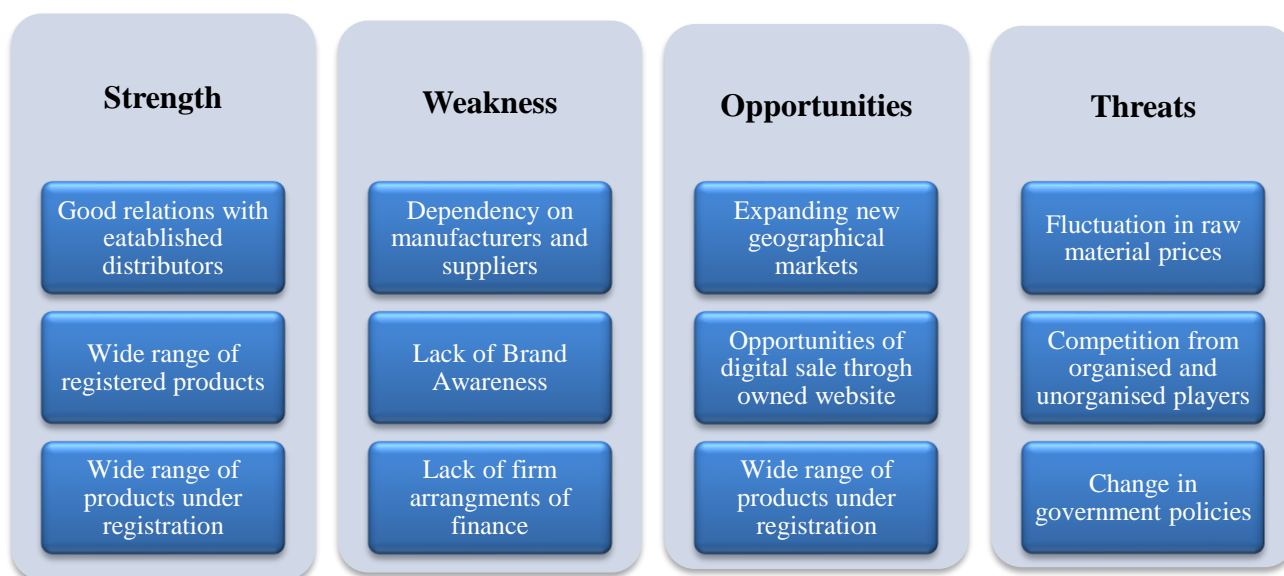 Strength
Good relations with
eatablished
distributors
Wide range of
registered products
Wide range of
products under
registration
Weakness
Dependency on
manufacturers and
suppliers
Lack of Brand
Awareness
Lack of firm
arrangments of
finance
Opportunities
Expanding new
geographical
markets
Opportunities of
digital sale throgh
owned website
Wide range of
products under
registration
Threats
Fluctuation in raw
material prices
Competition from
organised and
unorganised players
Change in
government policies